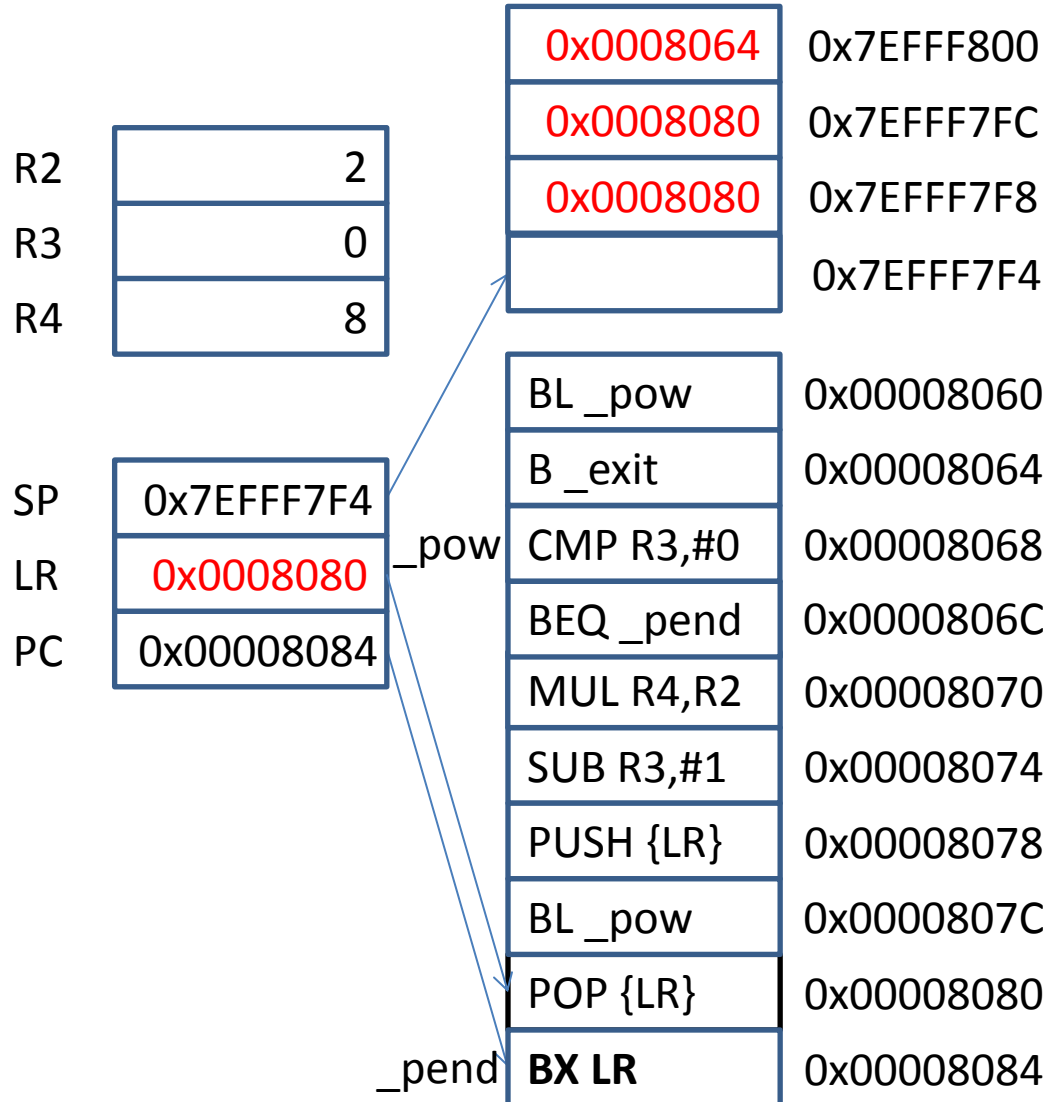 0x0008064 0x7EFFF800
0x0008080 0x7EFFF7FC
R2 2
0x0008080 0x7EFFF7F8
R3 0
0x7EFFF7F4
R4 8
BL _pow 0x00008060
SP 0x7EFFF7F4
B _exit 0x00008064
_pow CMP R3,#0 0x00008068
LR 0x0008080
BEQ _pend 0x0000806C
PC 0x00008084
MUL R4,R2 0x00008070
SUB R3,#1 0x00008074
PUSH {LR} 0x00008078
BL _pow 0x0000807C
POP {LR} 0x00008080
_pend BX LR 0x00008084